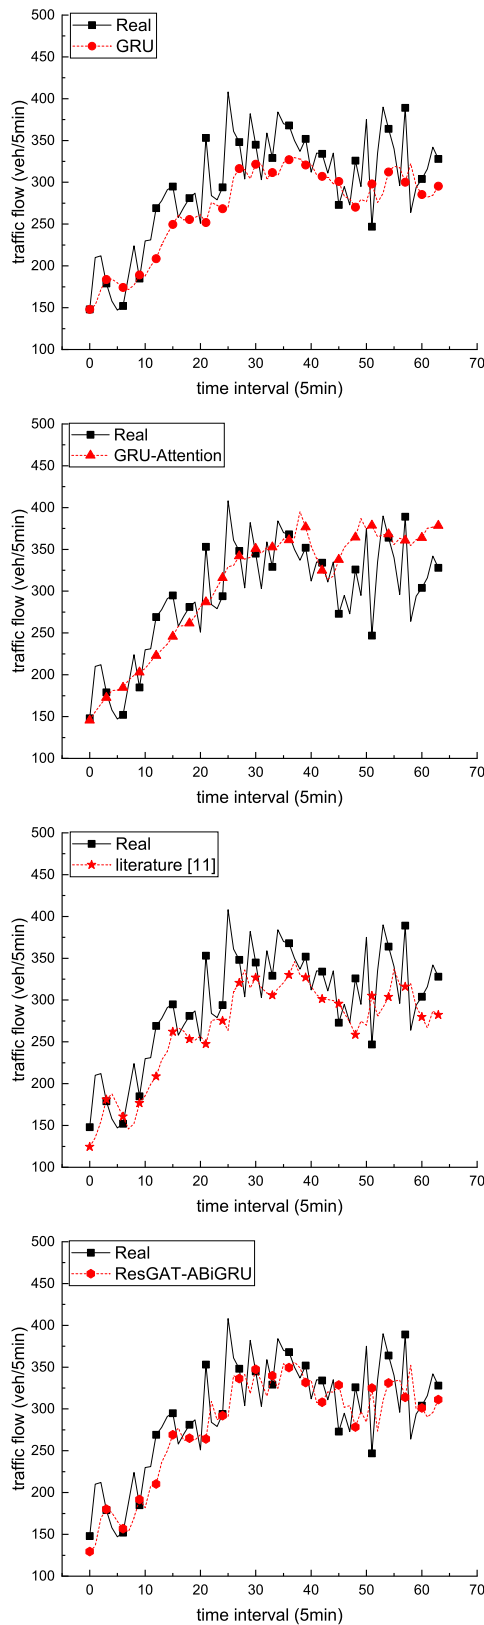 500
450
400
350
300
250
200
150
100
traffic flow (veh/5min)
Real
GRU
0 10 20 30 40 50 60 70
time interval (5min)
500
450
400
350
300
250
200
150
100
traffic flow (veh/5min)
Real
GRU-Attention
0 10 20 30 40 50 60 70
time interval (5min)
500
450
400
350
300
250
200
150
100
traffic flow (veh/5min)
Real
literature [11]
0 10 20 30 40 50 60 70
time interval (5min)
500
450
400
350
300
250
200
150
100
traffic flow (veh/5min)
Real
ResGAT-ABiGRU
0 10 20 30 40 50 60 70
time interval (5min)